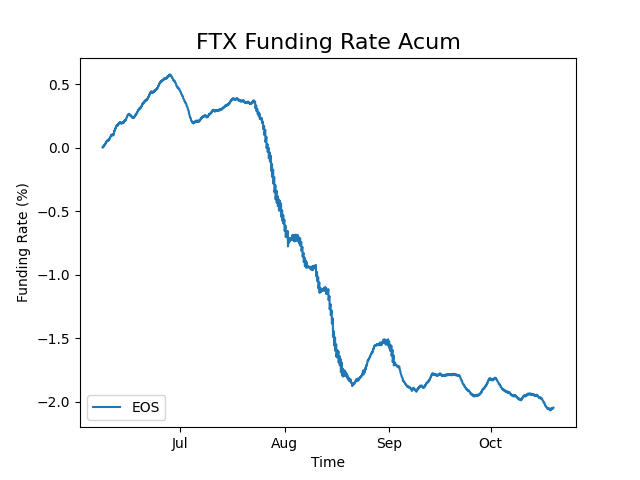 FTX Funding Rate Acum
Funding Rate (%)
0.5
0.0
−0.5
−1.0
−1.5
−2.0
EOS
Jul
Aug
Sep
Oct
Time